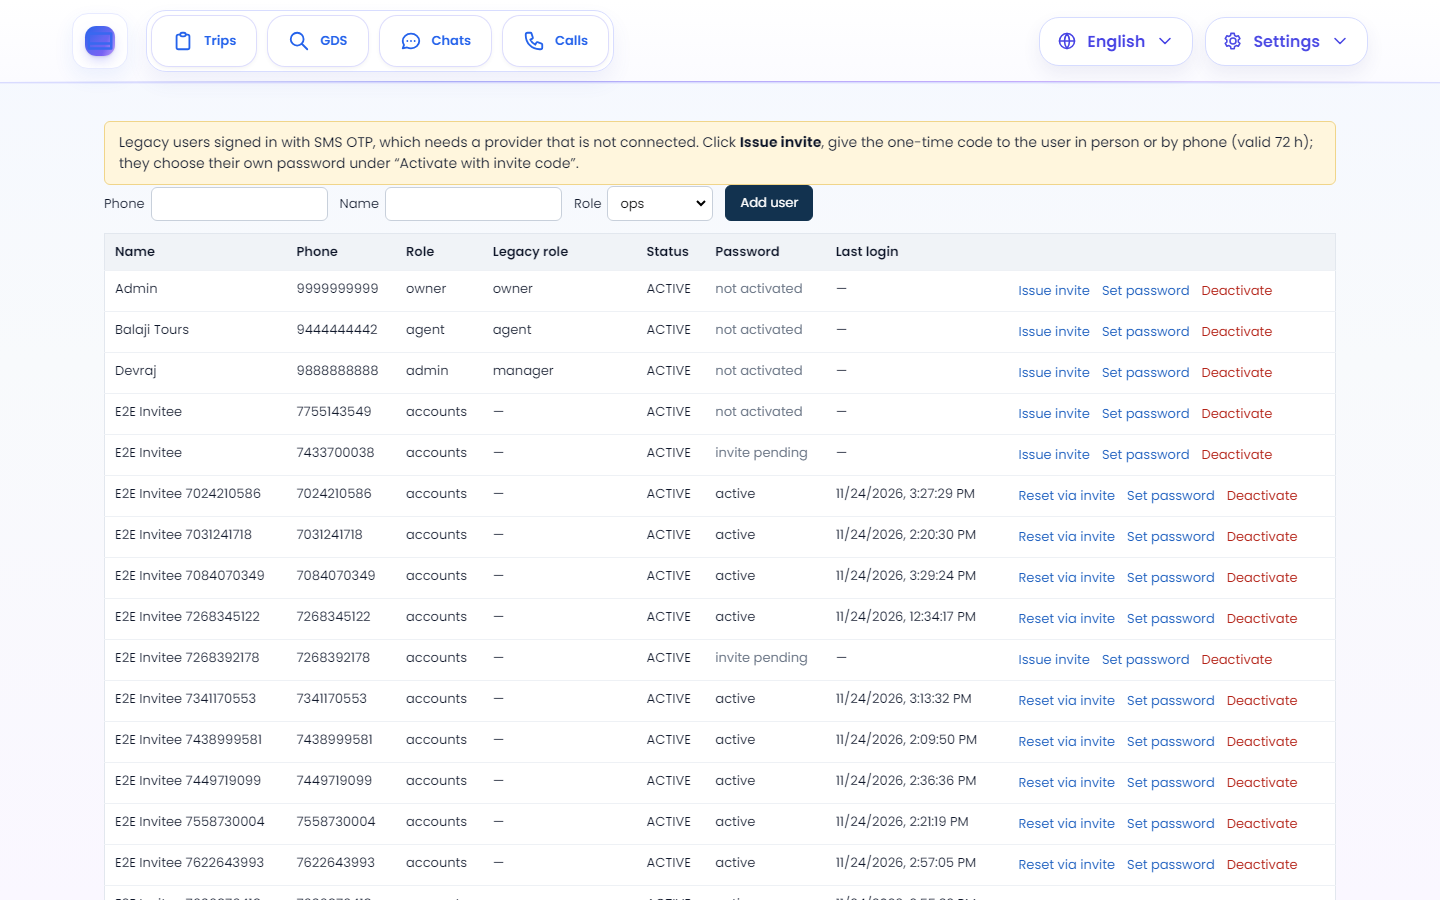 Trips
GDS
Chats
Calls
English
Settings
Legacy users signed in with SMS OTP, which needs a provider that is not connected. Click Issue invite, give the one-time code to the user in person or by phone (valid 72 h);
they choose their own password under “Activate with invite code”.
Phone
Name
Role ops
Add user
Name Phone Role Legacy role Status Password Last login
Admin 9999999999 owner owner ACTIVE not activated — Issue invite Set password Deactivate
Balaji Tours 9444444442 agent agent ACTIVE not activated — Issue invite Set password Deactivate
Devraj 9888888888 admin manager ACTIVE not activated — Issue invite Set password Deactivate
E2E Invitee 7755143549 accounts — ACTIVE not activated — Issue invite Set password Deactivate
E2E Invitee 7433700038 accounts — ACTIVE invite pending — Issue invite Set password Deactivate
E2E Invitee 7024210586 7024210586 accounts — ACTIVE active 11/24/2026, 3:27:29 PM Reset via invite Set password Deactivate
E2E Invitee 7031241718 7031241718 accounts — ACTIVE active 11/24/2026, 2:20:30 PM Reset via invite Set password Deactivate
E2E Invitee 7084070349 7084070349 accounts — ACTIVE active 11/24/2026, 3:29:24 PM Reset via invite Set password Deactivate
E2E Invitee 7268345122 7268345122 accounts — ACTIVE active 11/24/2026, 12:34:17 PM Reset via invite Set password Deactivate
E2E Invitee 7268392178 7268392178 accounts — ACTIVE invite pending — Issue invite Set password Deactivate
E2E Invitee 7341170553 7341170553 accounts — ACTIVE active 11/24/2026, 3:13:32 PM Reset via invite Set password Deactivate
E2E Invitee 7438999581 7438999581 accounts — ACTIVE active 11/24/2026, 2:09:50 PM Reset via invite Set password Deactivate
E2E Invitee 7449719099 7449719099 accounts — ACTIVE active 11/24/2026, 2:36:36 PM Reset via invite Set password Deactivate
E2E Invitee 7558730004 7558730004 accounts — ACTIVE active 11/24/2026, 2:21:19 PM Reset via invite Set password Deactivate
E2E Invitee 7622643993 7622643993 accounts — ACTIVE active 11/24/2026, 2:57:05 PM Reset via invite Set password Deactivate